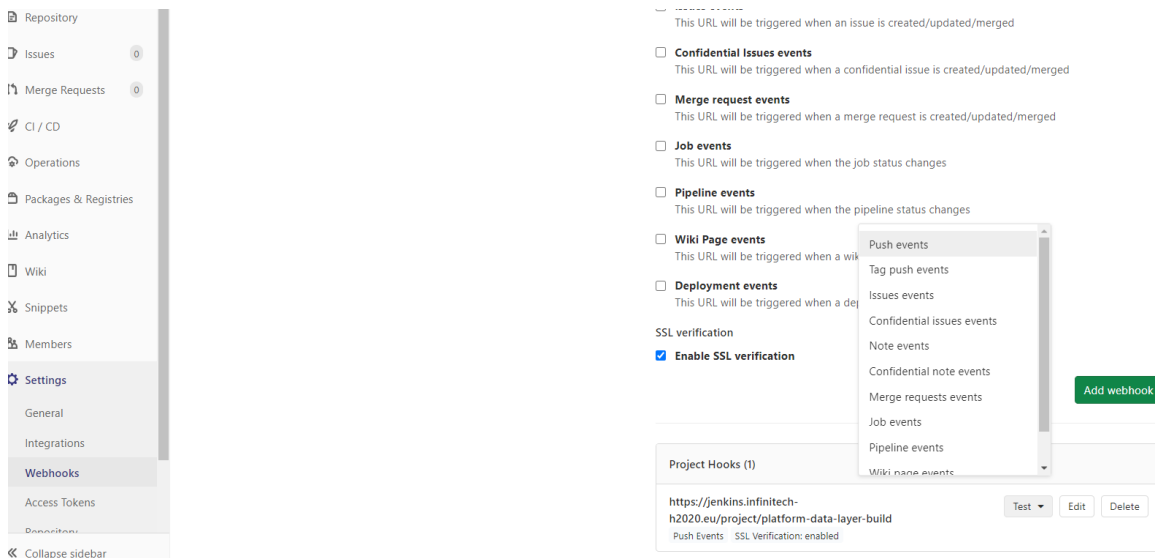 Repository
Issues 0
Merge Requests 0
CI / CD
Operations
Packages & Registries
Analytics
Wiki
Snippets
Members
Settings
General
Integrations
Webhooks
Access Tokens
Repository
Collapse sidebar
This URL will be triggered when an issue is created/updated/merged
Confidential Issues events
This URL will be triggered when a confidential issue is created/updated/merged
Merge request events
This URL will be triggered when a merge request is created/updated/merged
Job events
This URL will be triggered when the job status changes
Pipeline events
This URL will be triggered when the pipeline status changes
Wiki Page events
This URL will be triggered when a wik
Deployment events
This URL will be triggered when a de
SSL verification
Enable SSL verification
Push events
Tag push events
Issues events
Confidential issues events
Note events
Confidential note events
Merge requests events
Job events
Pipeline events
Wiki page events
Add webhook
Project Hooks (1)
https://jenkins.infinitech-
h2020.eu/project/platform-data-layer-build
Test Edit Delete
Push Events SSL Verification: enabled